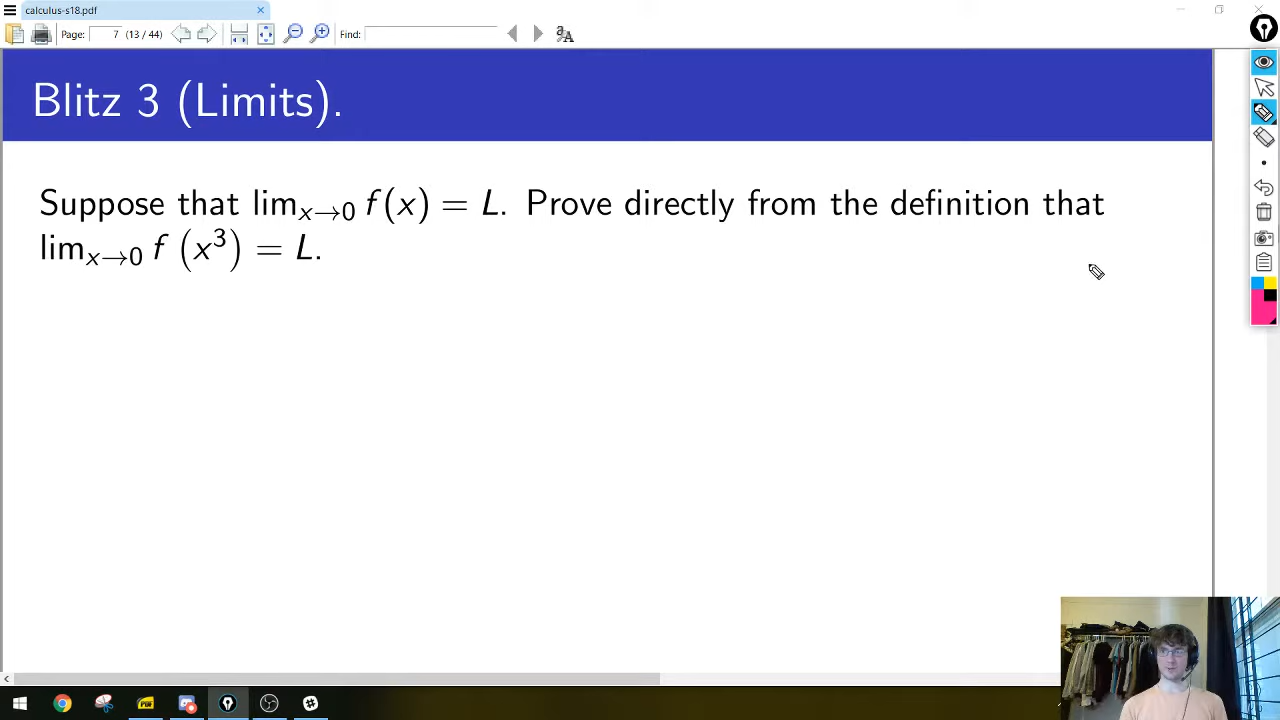 calculus-s18.pdf
Page: 7 (13 / 44) Find:
Blitz 3 (Limits).
Suppose that lim_{x→0} f(x) = L. Prove directly from the definition that
lim_{x→0} f (x³) = L.